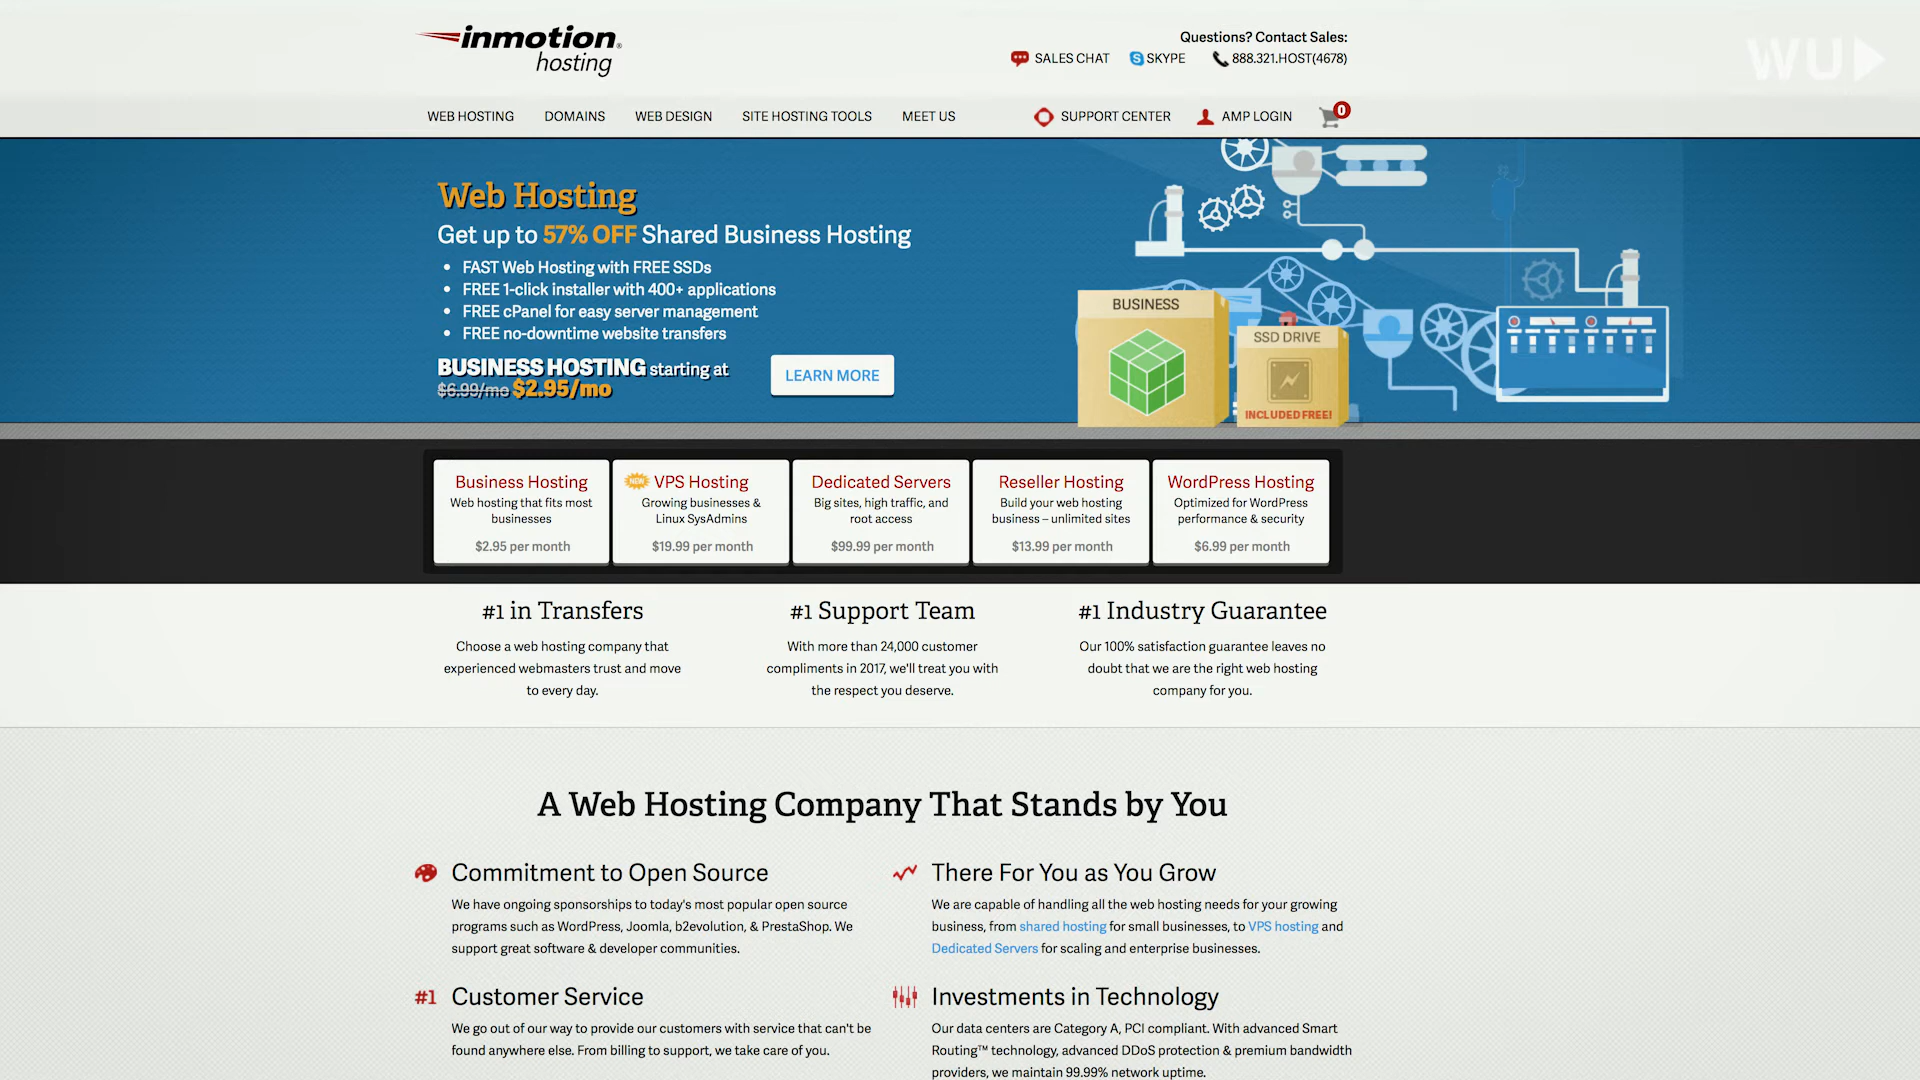 inmotion®
hosting
Questions? Contact Sales:
SALES CHAT
SKYPE
888.321.HOST(4678)
WU
WEB HOSTING
DOMAINS
WEB DESIGN
SITE HOSTING TOOLS
MEET US
SUPPORT CENTER
AMP LOGIN
0
Web Hosting
Get up to 57% OFF Shared Business Hosting
• FAST Web Hosting with FREE SSDs
• FREE 1-click installer with 400+ applications
• FREE cPanel for easy server management
• FREE no-downtime website transfers
BUSINESS HOSTING starting at
$6.99/mo $2.95/mo
LEARN MORE
BUSINESS
SSD DRIVE
INCLUDED FREE!
Business Hosting
Web hosting that fits most
businesses
$2.95 per month
NEW VPS Hosting
Growing businesses &
Linux SysAdmins
$19.99 per month
Dedicated Servers
Big sites, high traffic, and
root access
$99.99 per month
Reseller Hosting
Build your web hosting
business – unlimited sites
$13.99 per month
WordPress Hosting
Optimized for WordPress
performance & security
$6.99 per month
#1 in Transfers
Choose a web hosting company that
experienced webmasters trust and move
to every day.
#1 Support Team
With more than 24,000 customer
compliments in 2017, we'll treat you with
the respect you deserve.
#1 Industry Guarantee
Our 100% satisfaction guarantee leaves no
doubt that we are the right web hosting
company for you.
A Web Hosting Company That Stands by You
Commitment to Open Source
We have ongoing sponsorships to today's most popular open source
programs such as WordPress, Joomla, b2evolution, & PrestaShop. We
support great software & developer communities.
There For You as You Grow
We are capable of handling all the web hosting needs for your growing
business, from shared hosting for small businesses, to VPS hosting and
Dedicated Servers for scaling and enterprise businesses.
#1 Customer Service
We go out of our way to provide our customers with service that can't be
found anywhere else. From billing to support, we take care of you.
Investments in Technology
Our data centers are Category A, PCI compliant. With advanced Smart
Routing™ technology, advanced DDoS protection & premium bandwidth
providers, we maintain 99.99% network uptime.